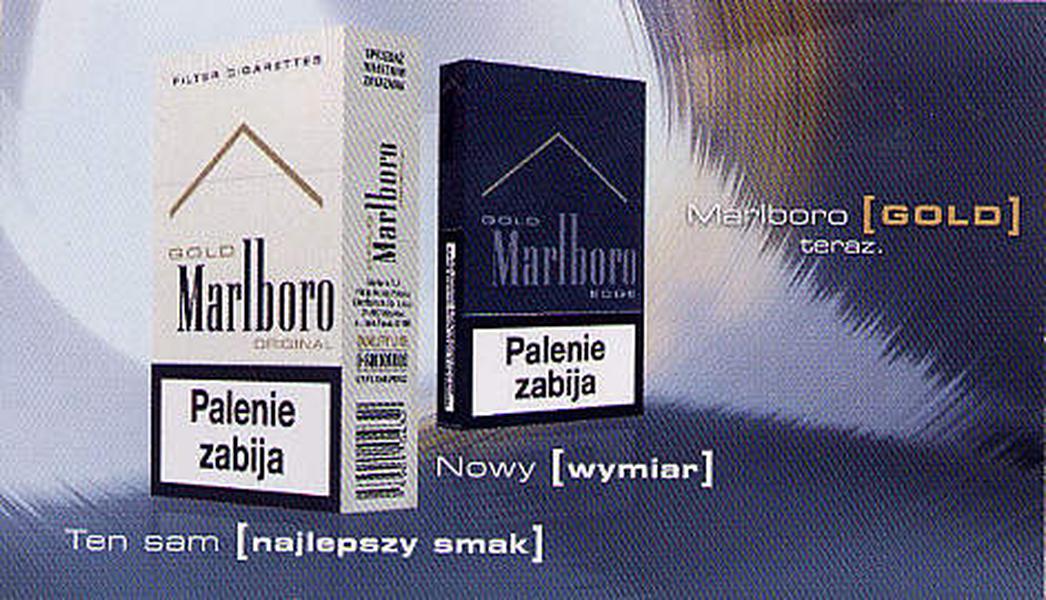 FILTER CIGARETTES
GOLD
Marlboro
ORIGINAL
Palenie
zabija
Marlboro
GOLD
Marlboro
EDGE
Palenie
zabija
Marlboro [GOLD]
teraz.
Nowy [wymiar]
Ten sam [najlepszy smak]